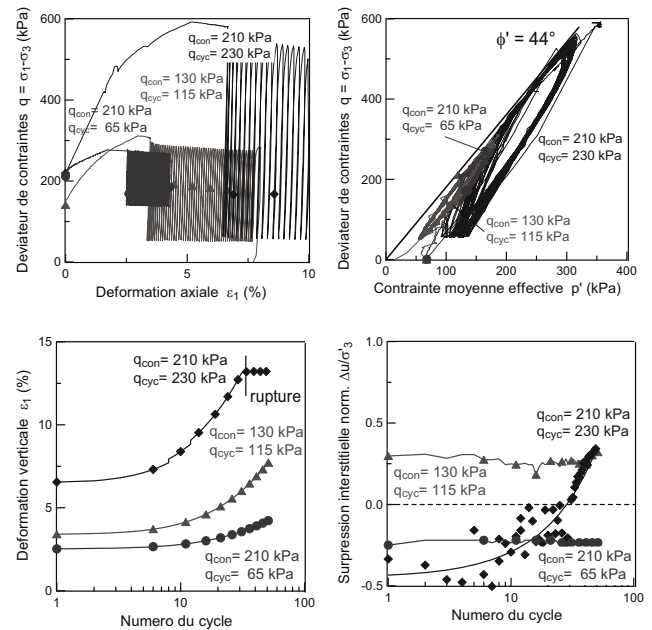 Deviateur de contraintes q = σ1-σ3 (kPa)
600
400
200
0
0
2
4
6
8
10
Deformation axiale ε1 (%)
qcon= 210 kPa
qcyc= 230 kPa
qcon= 130 kPa
qcyc= 115 kPa
qcon= 210 kPa
qcyc= 65 kPa
Deviateur de contraintes q = σ1-σ3 (kPa)
600
400
200
0
0
100
200
300
400
Contrainte moyenne effective p' (kPa)
ϕ' = 44°
qcon= 210 kPa
qcyc= 65 kPa
qcon= 210 kPa
qcyc= 230 kPa
qcon= 130 kPa
qcyc= 115 kPa
Deformation verticale ε1 (%)
15
10
5
0
1
10
100
Numero du cycle
qcon= 210 kPa
qcyc= 230 kPa
rupture
qcon= 130 kPa
qcyc= 115 kPa
qcon= 210 kPa
qcyc= 65 kPa
Surpression interstitielle norm. Δu/σ'3
1.0
0.5
0.0
-0.5
1
10
100
Numero du cycle
qcon= 210 kPa
qcyc= 230 kPa
qcon= 130 kPa
qcyc= 115 kPa
qcon= 210 kPa
qcyc= 65 kPa